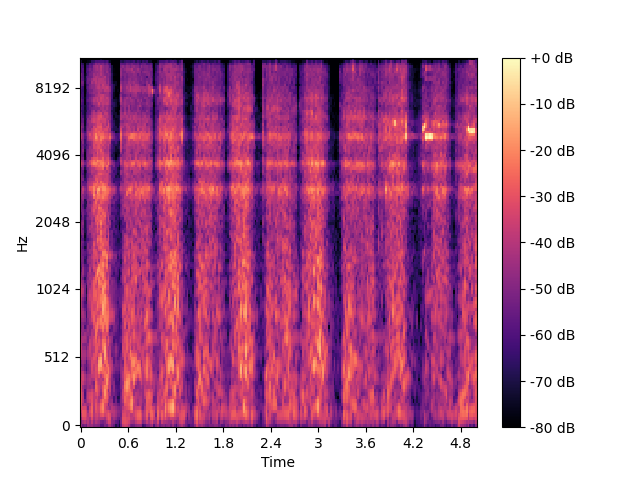 8192
4096
2048
1024
512
0
Hz
0 0.6 1.2 1.8 2.4 3 3.6 4.2 4.8
Time
+0 dB
-10 dB
-20 dB
-30 dB
-40 dB
-50 dB
-60 dB
-70 dB
-80 dB